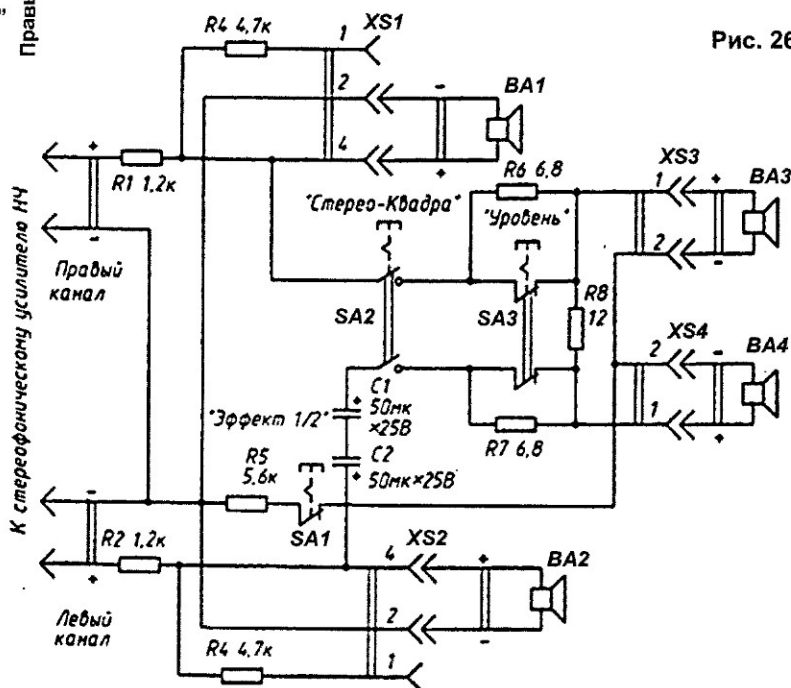 "
Правы
R4 4,7к
1
XS1
Рис. 26
2
BA1
-
+
4
+
R1 1,2к
-
Правый
канал
"Стерео-Квадра"
R6 6,8
"Уровень"
XS3
BA3
1
+
2
-
SA2
SA3
R8
12
XS4
BA4
2
-
1
+
К стереофоническому усилителю НЧ
"Эффект 1/2"
+
C1
50мк
×25В
+
C2
50мк×25В
R7 6,8
R5
5,6к
SA1
-
R2 1,2к
+
Левый
канал
XS2
4
+
BA2
2
-
R4 4,7к
1